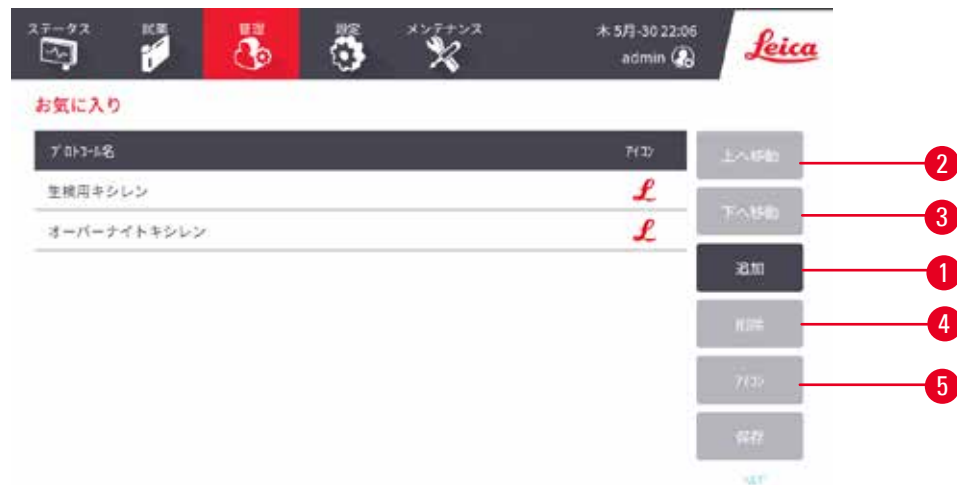 ステータス
試薬
管理
設定
メンテナンス
木 5月-30 22:06
admin
Leica
お気に入り
プロトコール名
アイコン
生検用キシレン
オーバーナイトキシレン
上へ移動
2
下へ移動
3
追加
1
削除
4
アイコン
5
保存